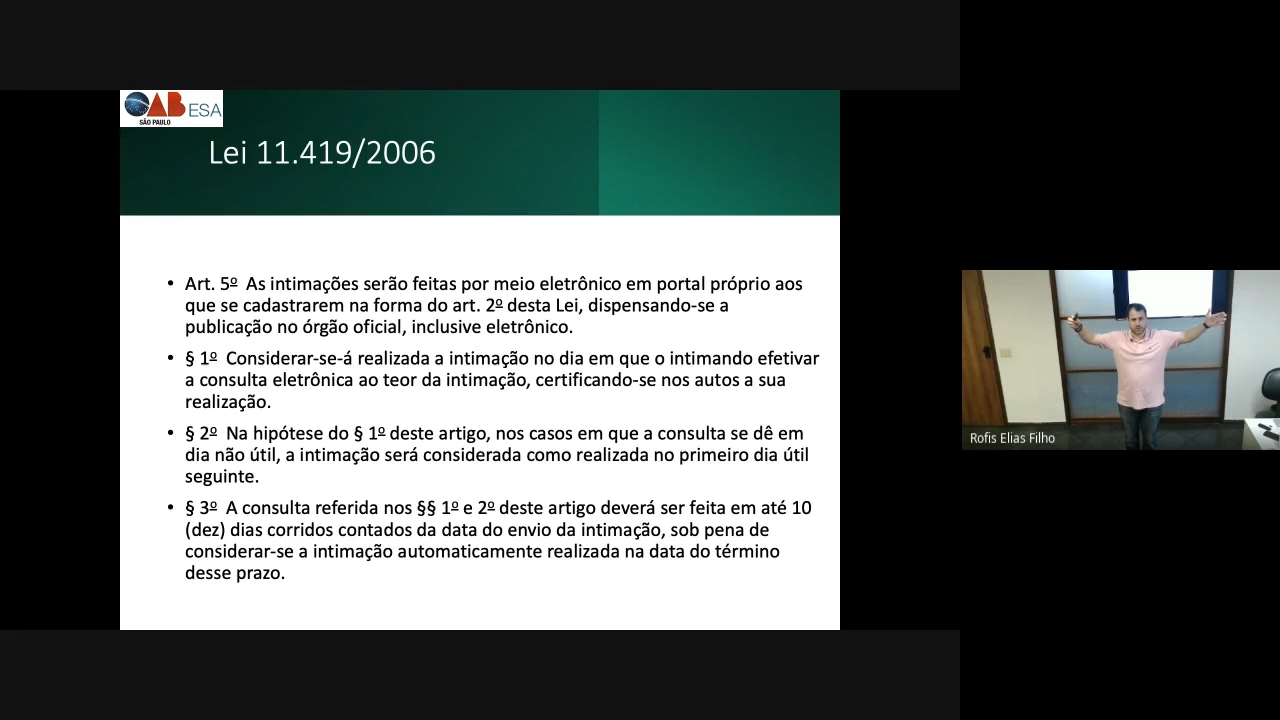 OAB ESA
SÃO PAULO
Lei 11.419/2006
• Art. 5º As intimações serão feitas por meio eletrônico em portal próprio aos
que se cadastrarem na forma do art. 2º desta Lei, dispensando-se a
publicação no órgão oficial, inclusive eletrônico.
• § 1º Considerar-se-á realizada a intimação no dia em que o intimando efetivar
a consulta eletrônica ao teor da intimação, certificando-se nos autos a sua
realização.
• § 2º Na hipótese do § 1º deste artigo, nos casos em que a consulta se dê em
dia não útil, a intimação será considerada como realizada no primeiro dia útil
seguinte.
• § 3º A consulta referida nos §§ 1º e 2º deste artigo deverá ser feita em até 10
(dez) dias corridos contados da data do envio da intimação, sob pena de
considerar-se a intimação automaticamente realizada na data do término
desse prazo.
Rofis Elias Filho